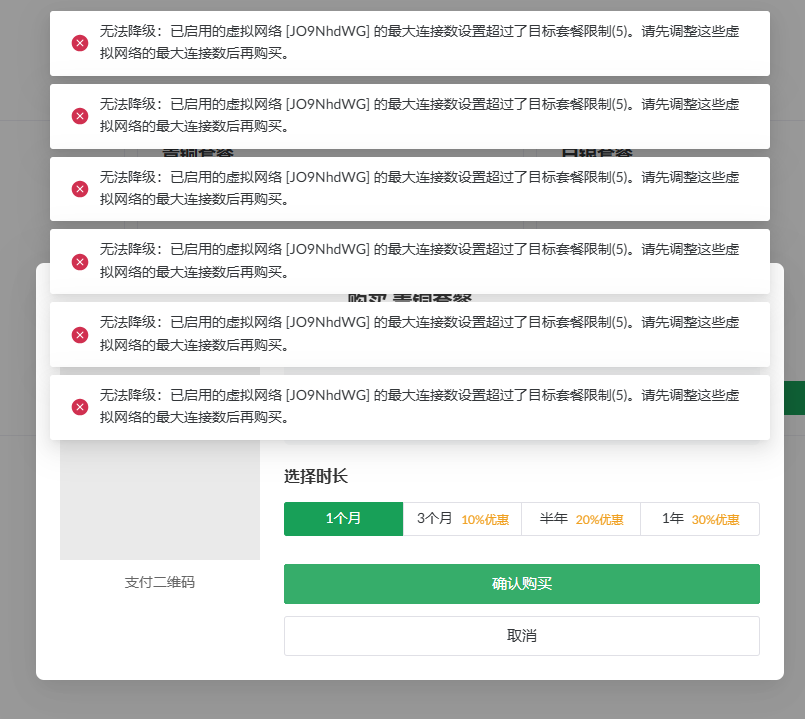 无法降级：已启用的虚拟网络 [JO9NhdWG] 的最大连接数设置超过了目标套餐限制(5)。请先调整这些虚
拟网络的最大连接数后再购买。
无法降级：已启用的虚拟网络 [JO9NhdWG] 的最大连接数设置超过了目标套餐限制(5)。请先调整这些虚
拟网络的最大连接数后再购买。
青铜套餐 白银套餐
无法降级：已启用的虚拟网络 [JO9NhdWG] 的最大连接数设置超过了目标套餐限制(5)。请先调整这些虚
拟网络的最大连接数后再购买。
无法降级：已启用的虚拟网络 [JO9NhdWG] 的最大连接数设置超过了目标套餐限制(5)。请先调整这些虚
拟网络的最大连接数后再购买。
购买 青铜套餐
无法降级：已启用的虚拟网络 [JO9NhdWG] 的最大连接数设置超过了目标套餐限制(5)。请先调整这些虚
拟网络的最大连接数后再购买。
无法降级：已启用的虚拟网络 [JO9NhdWG] 的最大连接数设置超过了目标套餐限制(5)。请先调整这些虚
拟网络的最大连接数后再购买。
选择时长
1个月 3个月 10%优惠 半年 20%优惠 1年 30%优惠
支付二维码
确认购买
取消